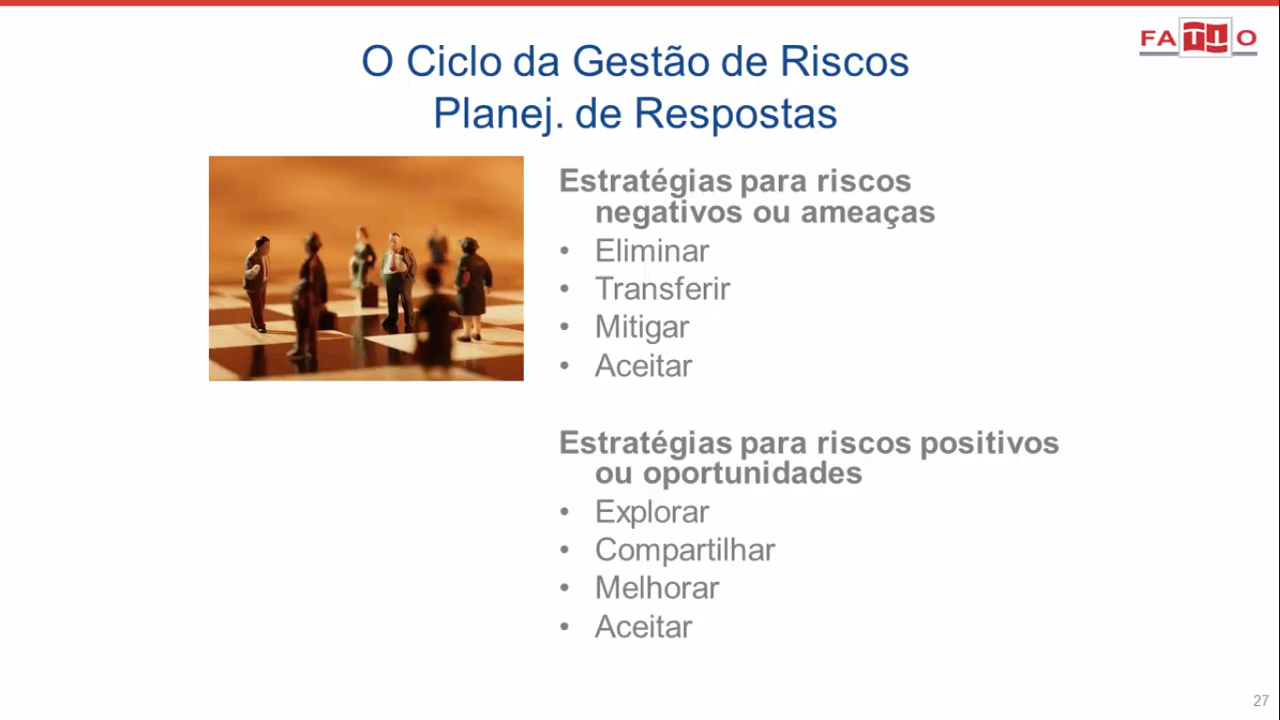 FATTO
O Ciclo da Gestão de Riscos
Planej. de Respostas
Estratégias para riscos
negativos ou ameaças
• Eliminar
• Transferir
• Mitigar
• Aceitar
Estratégias para riscos positivos
ou oportunidades
• Explorar
• Compartilhar
• Melhorar
• Aceitar
27